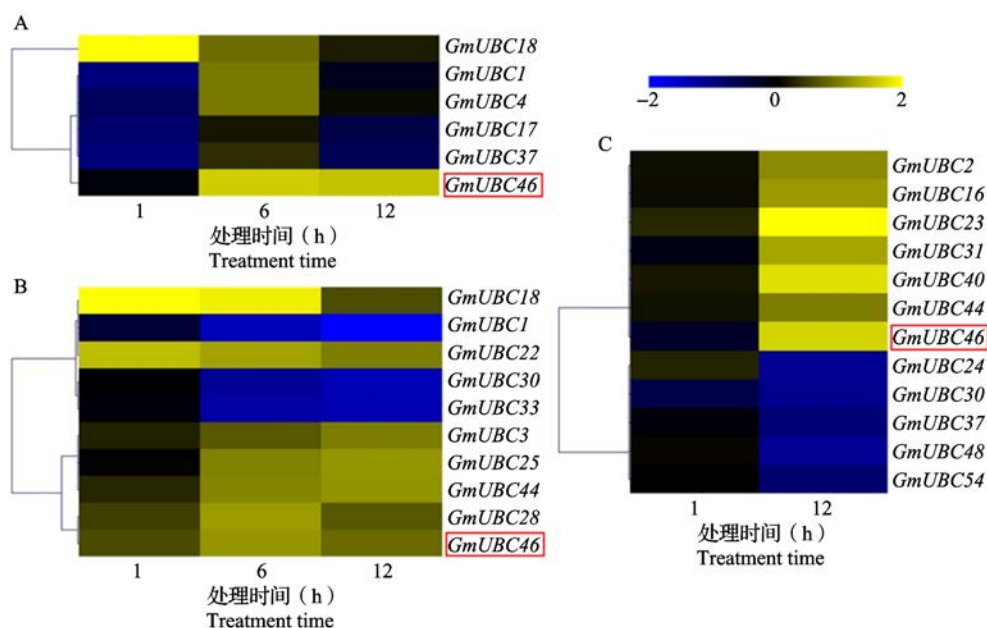 A
GmUBC18
GmUBC1
GmUBC4
GmUBC17
GmUBC37
GmUBC46
1 6 12
处理时间（h）
Treatment time
B
GmUBC18
GmUBC1
GmUBC22
GmUBC30
GmUBC33
GmUBC3
GmUBC25
GmUBC44
GmUBC28
GmUBC46
1 6 12
处理时间（h）
Treatment time
−2 0 2
C
GmUBC2
GmUBC16
GmUBC23
GmUBC31
GmUBC40
GmUBC44
GmUBC46
GmUBC24
GmUBC30
GmUBC37
GmUBC48
GmUBC54
1 12
处理时间（h）
Treatment time